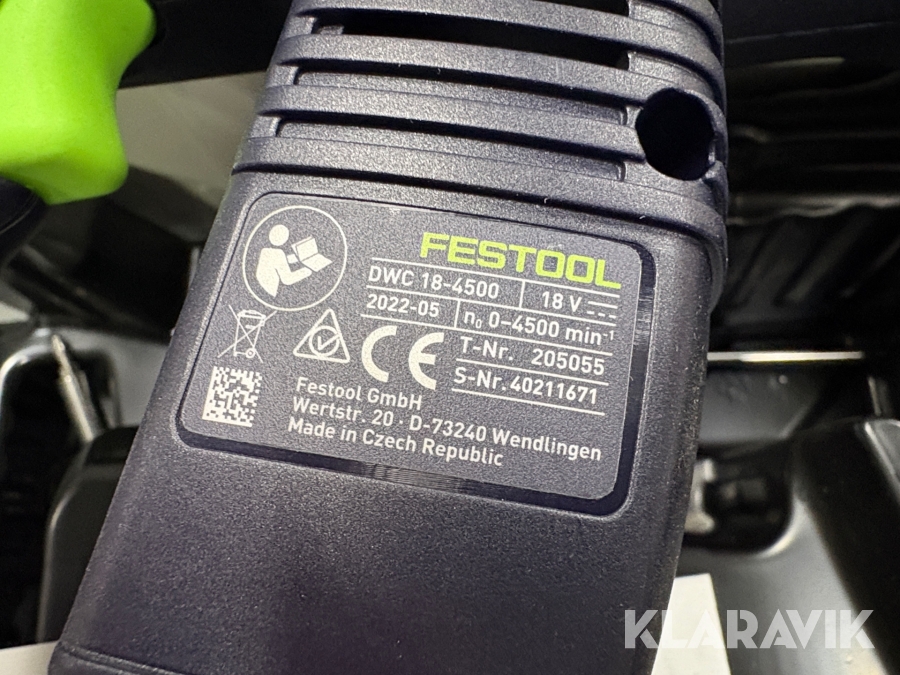 FESTOOL
DWC 18-4500 18 V
2022-05 n₀ 0-4500 min⁻¹
T-Nr. 205055
S-Nr. 40211671
CE
Festool GmbH
Wertstr. 20 · D-73240 Wendlingen
Made in Czech Republic
KLARAVIK